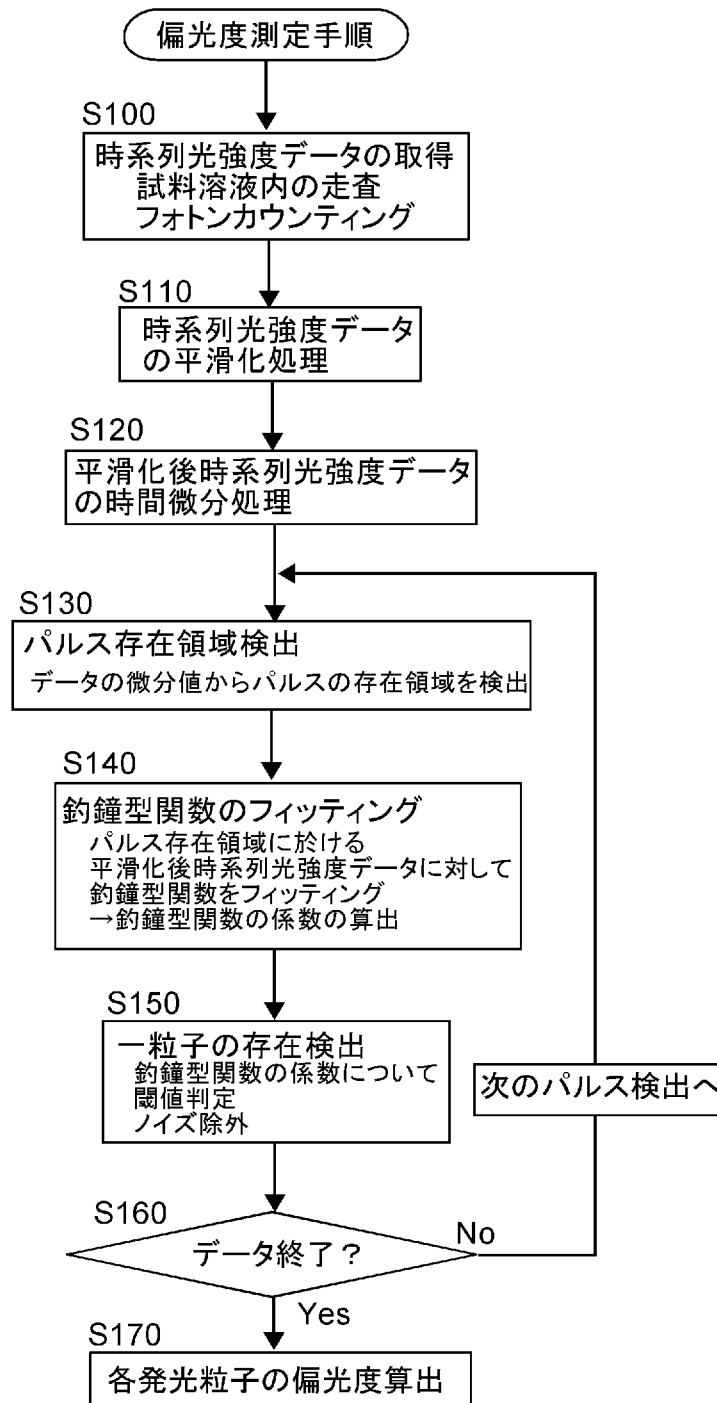 偏光度測定手順
S100
時系列光強度データの取得
試料溶液内の走査
フォトンカウンティング
S110
時系列光強度データ
の平滑化処理
S120
平滑化後時系列光強度データ
の時間微分処理
S130
パルス存在領域検出
データの微分値からパルスの存在領域を検出
S140
釣鐘型関数のフィッティング
パルス存在領域に於ける
平滑化後時系列光強度データに対して
釣鐘型関数をフィッティング
→釣鐘型関数の係数の算出
S150
一粒子の存在検出
釣鐘型関数の係数について
閾値判定
ノイズ除外
次のパルス検出へ
S160
データ終了?
No
Yes
S170
各発光粒子の偏光度算出